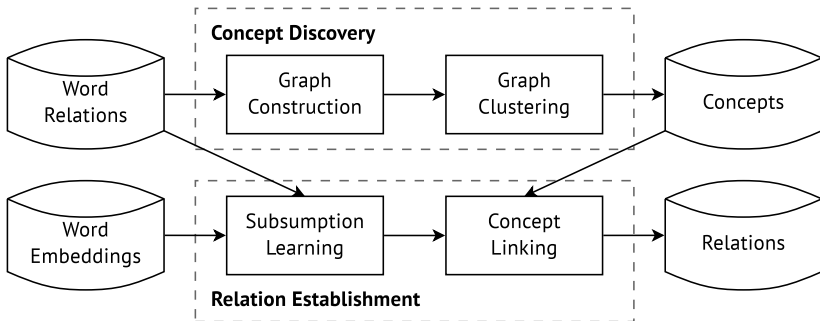 Concept Discovery
Word
Relations
Graph
Construction
Graph
Clustering
Concepts
Word
Embeddings
Subsumption
Learning
Concept
Linking
Relations
Relation Establishment